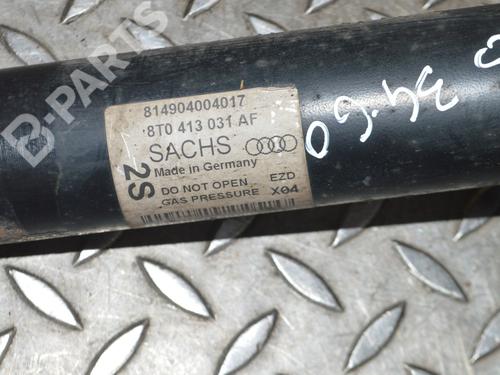 B-PARTS
814904004017
8T0 413 031 AF
SACHS
Made in Germany
2S
DO NOT OPEN EZD
GAS PRESSURE X04